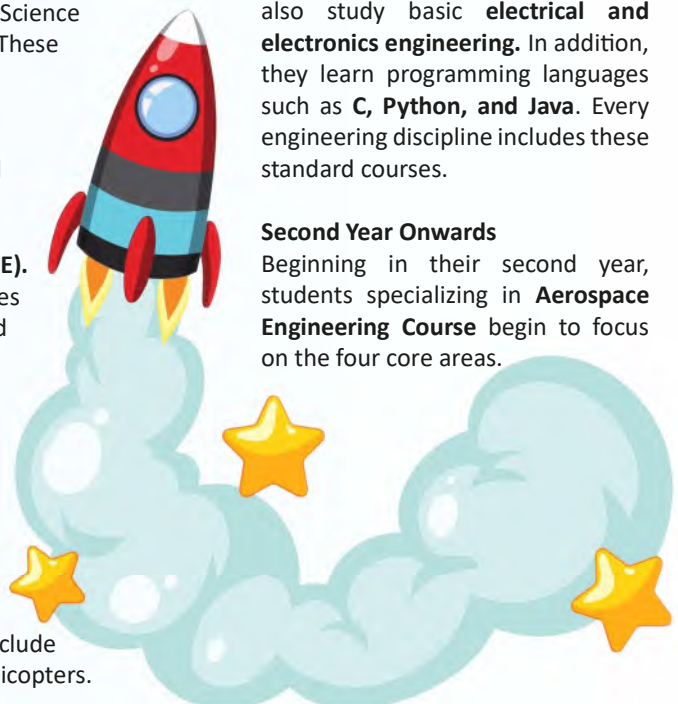 Science
These
E).
es
d
clude
icopters.
also study basic electrical and
electronics engineering. In addition,
they learn programming languages
such as C, Python, and Java. Every
engineering discipline includes these
standard courses.
Second Year Onwards
Beginning in their second year,
students specializing in Aerospace
Engineering Course begin to focus
on the four core areas.